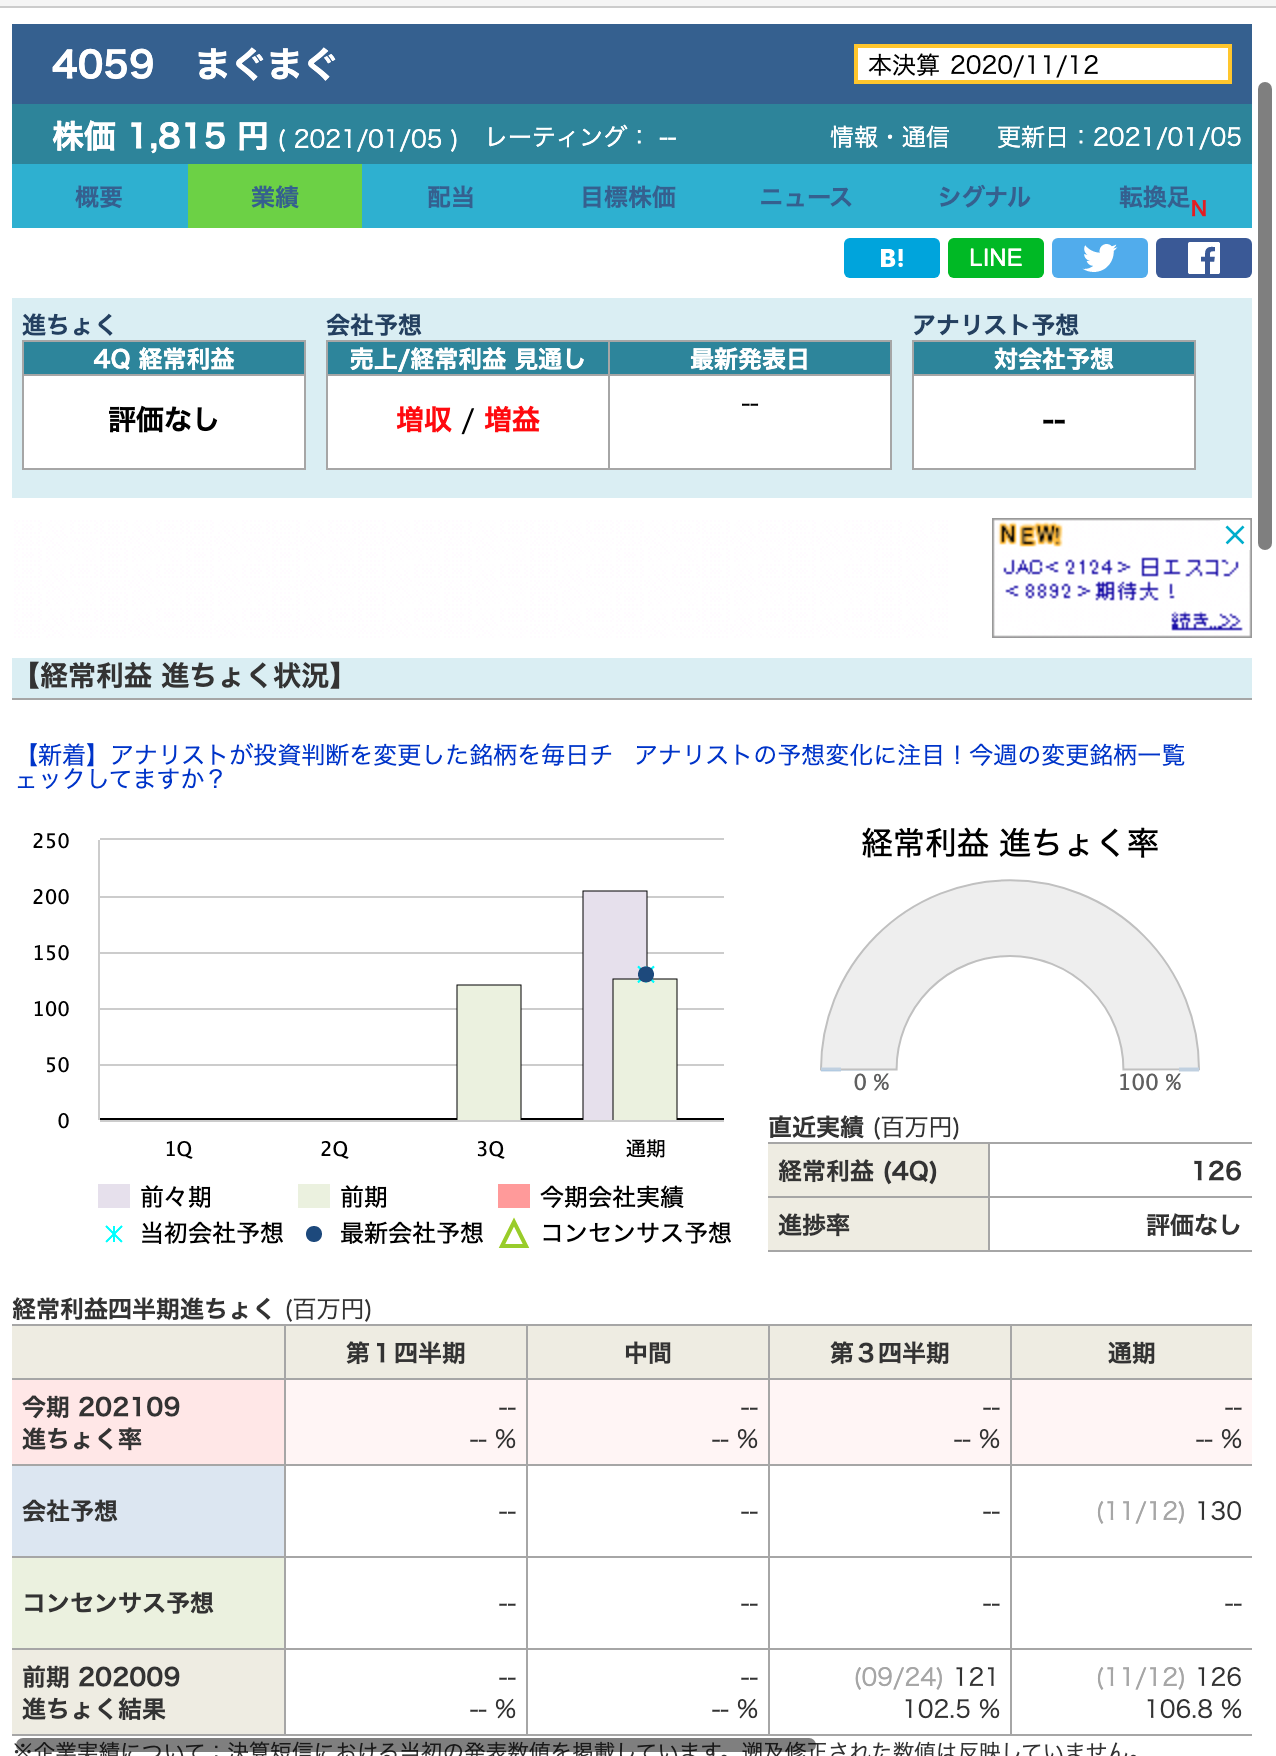 4059 まぐまぐ
本決算 2020/11/12
株価 1,815 円 ( 2021/01/05 ) レーティング： -- 情報・通信 更新日：2021/01/05
概要 業績 配当 目標株価 ニュース シグナル 転換足N
B! LINE
進ちょく 会社予想 アナリスト予想
4Q 経常利益 売上/経常利益 見通し 最新発表日 対会社予想
評価なし 増収 / 増益 -- --
NEW!
JAC<2124> 日エスコン
<8892>期待大！
続き..>>
【経常利益 進ちょく状況】
【新着】アナリストが投資判断を変更した銘柄を毎日チ
ェックしてますか？
アナリストの予想変化に注目！今週の変更銘柄一覧
経常利益 進ちょく率
250
200
150
100
50
0
1Q 2Q 3Q 通期
0 % 100 %
前々期 前期 今期会社実績
当初会社予想 最新会社予想 コンセンサス予想
直近実績 (百万円)
経常利益 (4Q) 126
進捗率 評価なし
経常利益四半期進ちょく (百万円)
第１四半期 中間 第３四半期 通期
今期 202109 -- -- -- --
進ちょく率 -- % -- % -- % -- %
会社予想 -- -- -- (11/12) 130
コンセンサス予想 -- -- -- --
前期 202009 -- -- (09/24) 121 (11/12) 126
進ちょく結果 -- % -- % 102.5 % 106.8 %
※企業実績について：決算短信における当初の発表数値を掲載しています。遡及修正された数値は反映していません。